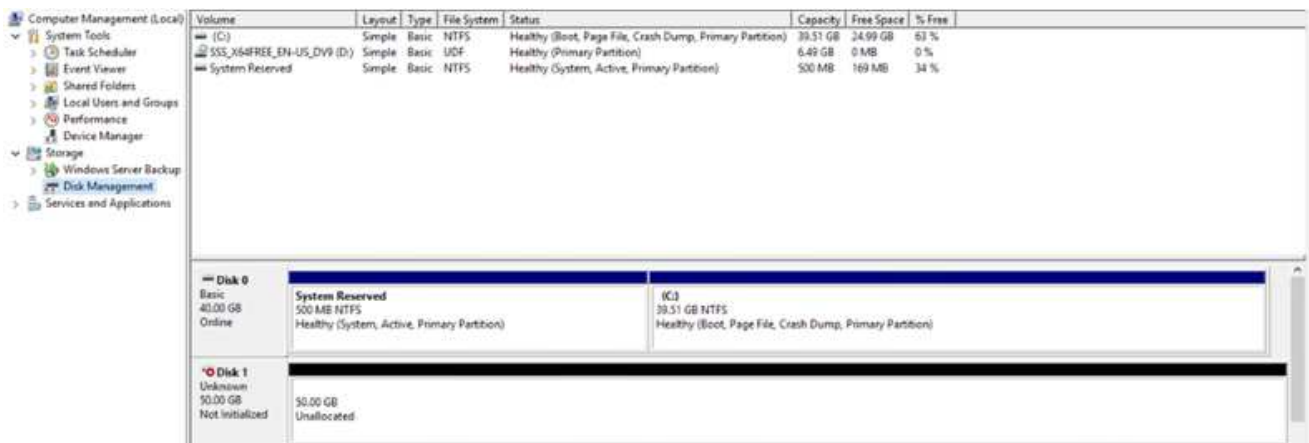 Computer Management (Local)
System Tools
Task Scheduler
Event Viewer
Shared Folders
Local Users and Groups
Performance
Device Manager
Storage
Windows Server Backup
Disk Management
Services and Applications
Volume Layout Type File System Status Capacity Free Space % Free
(C:) Simple Basic NTFS Healthy (Boot, Page File, Crash Dump, Primary Partition) 39.51 GB 24.99 GB 63 %
SSS_X64FREE_EN-US_DV9 (D:) Simple Basic UDF Healthy (Primary Partition) 6.49 GB 0 MB 0 %
System Reserved Simple Basic NTFS Healthy (System, Active, Primary Partition) 500 MB 169 MB 34 %
Disk 0
Basic
40.00 GB
Online
System Reserved
500 MB NTFS
Healthy (System, Active, Primary Partition)
(C:)
39.51 GB NTFS
Healthy (Boot, Page File, Crash Dump, Primary Partition)
Disk 1
Unknown
50.00 GB
Not Initialized
50.00 GB
Unallocated